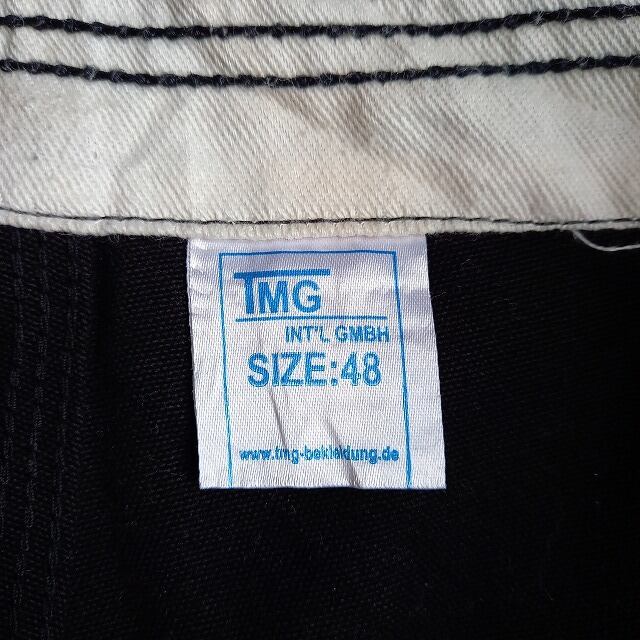 TMG
INT'L GMBH
SIZE:48
www.tmg-bekleidung.de